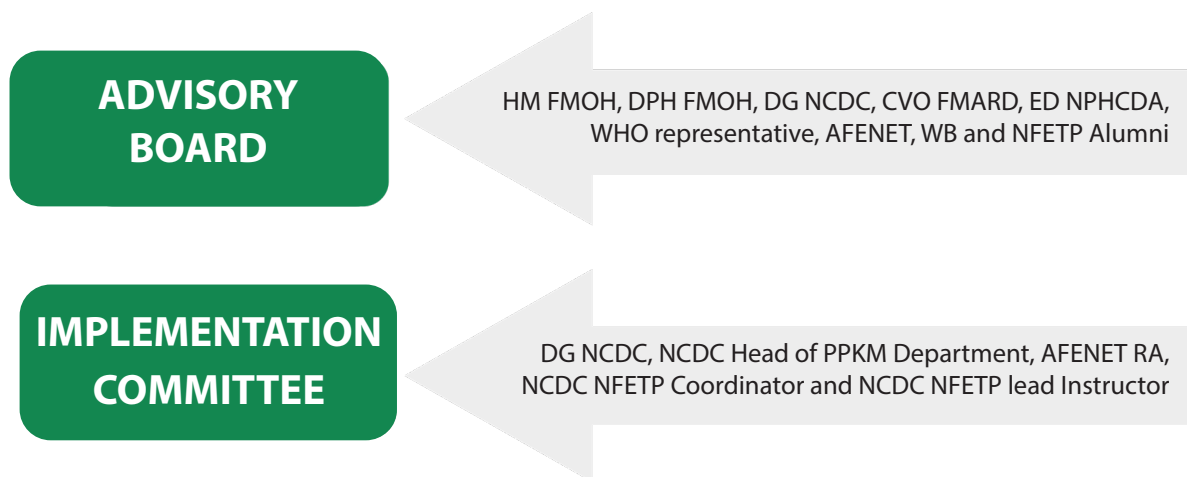 ADVISORY
BOARD
HM FMOH, DPH FMOH, DG NCDC, CVO FMARD, ED NPHCDA,
WHO representative, AFENET, WB and NFETP Alumni
IMPLEMENTATION
COMMITTEE
DG NCDC, NCDC Head of PPKM Department, AFENET RA,
NCDC NFETP Coordinator and NCDC NFETP lead Instructor